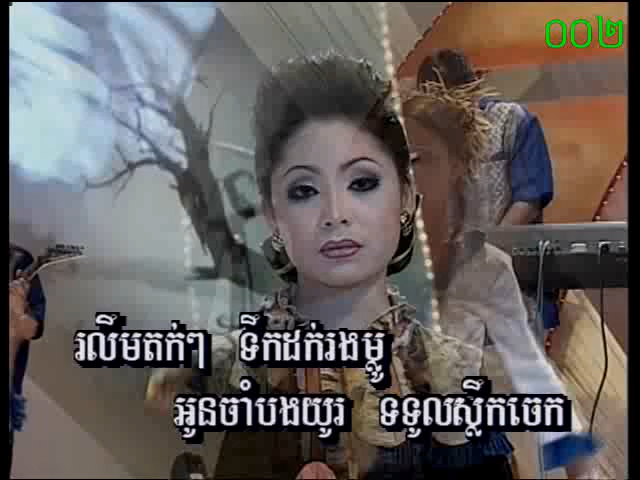 ០០២
រលឹមតក់ៗ ទឹកដក់រងម្លូ
អូនចាំបងយូរ ទទូលស្លឹកចេក